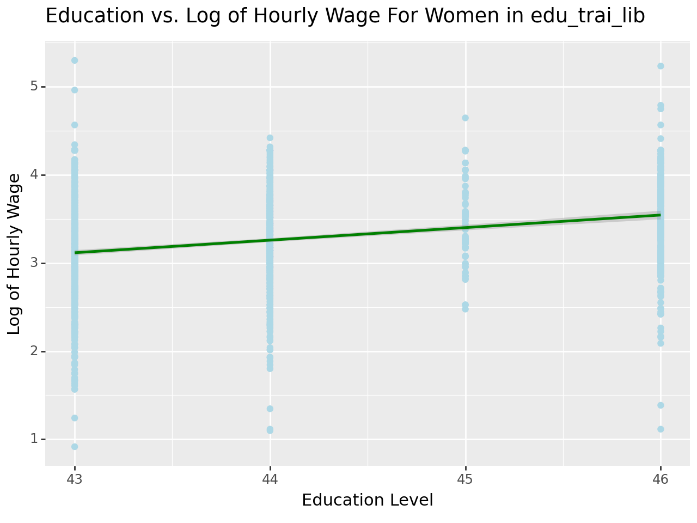 Education vs. Log of Hourly Wage For Women in edu_trai_lib
5
4
3
2
1
Log of Hourly Wage
43 44 45 46
Education Level